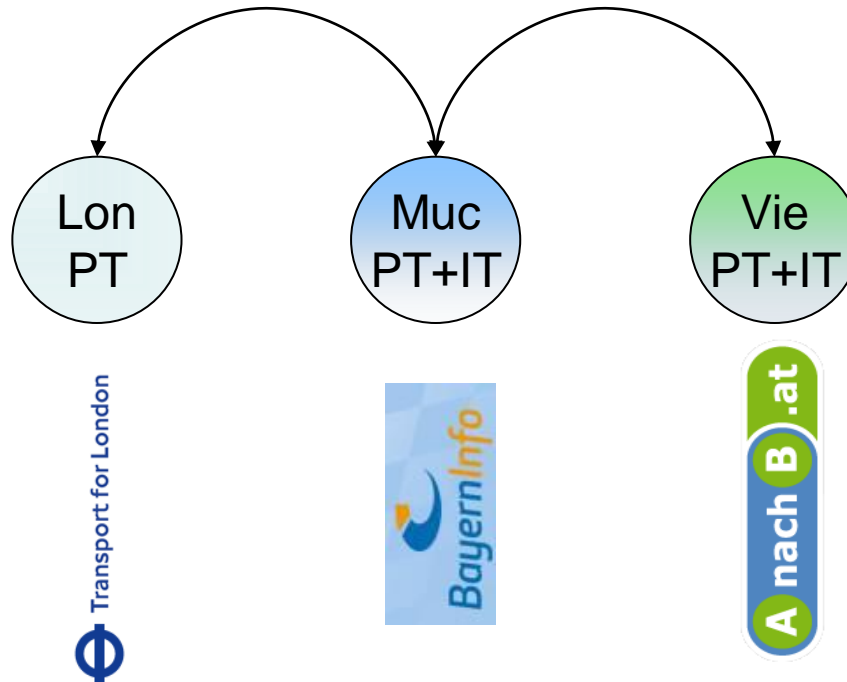 Lon
PT
Muc
PT+IT
Vie
PT+IT
Transport for London
BayernInfo
A nach B .at